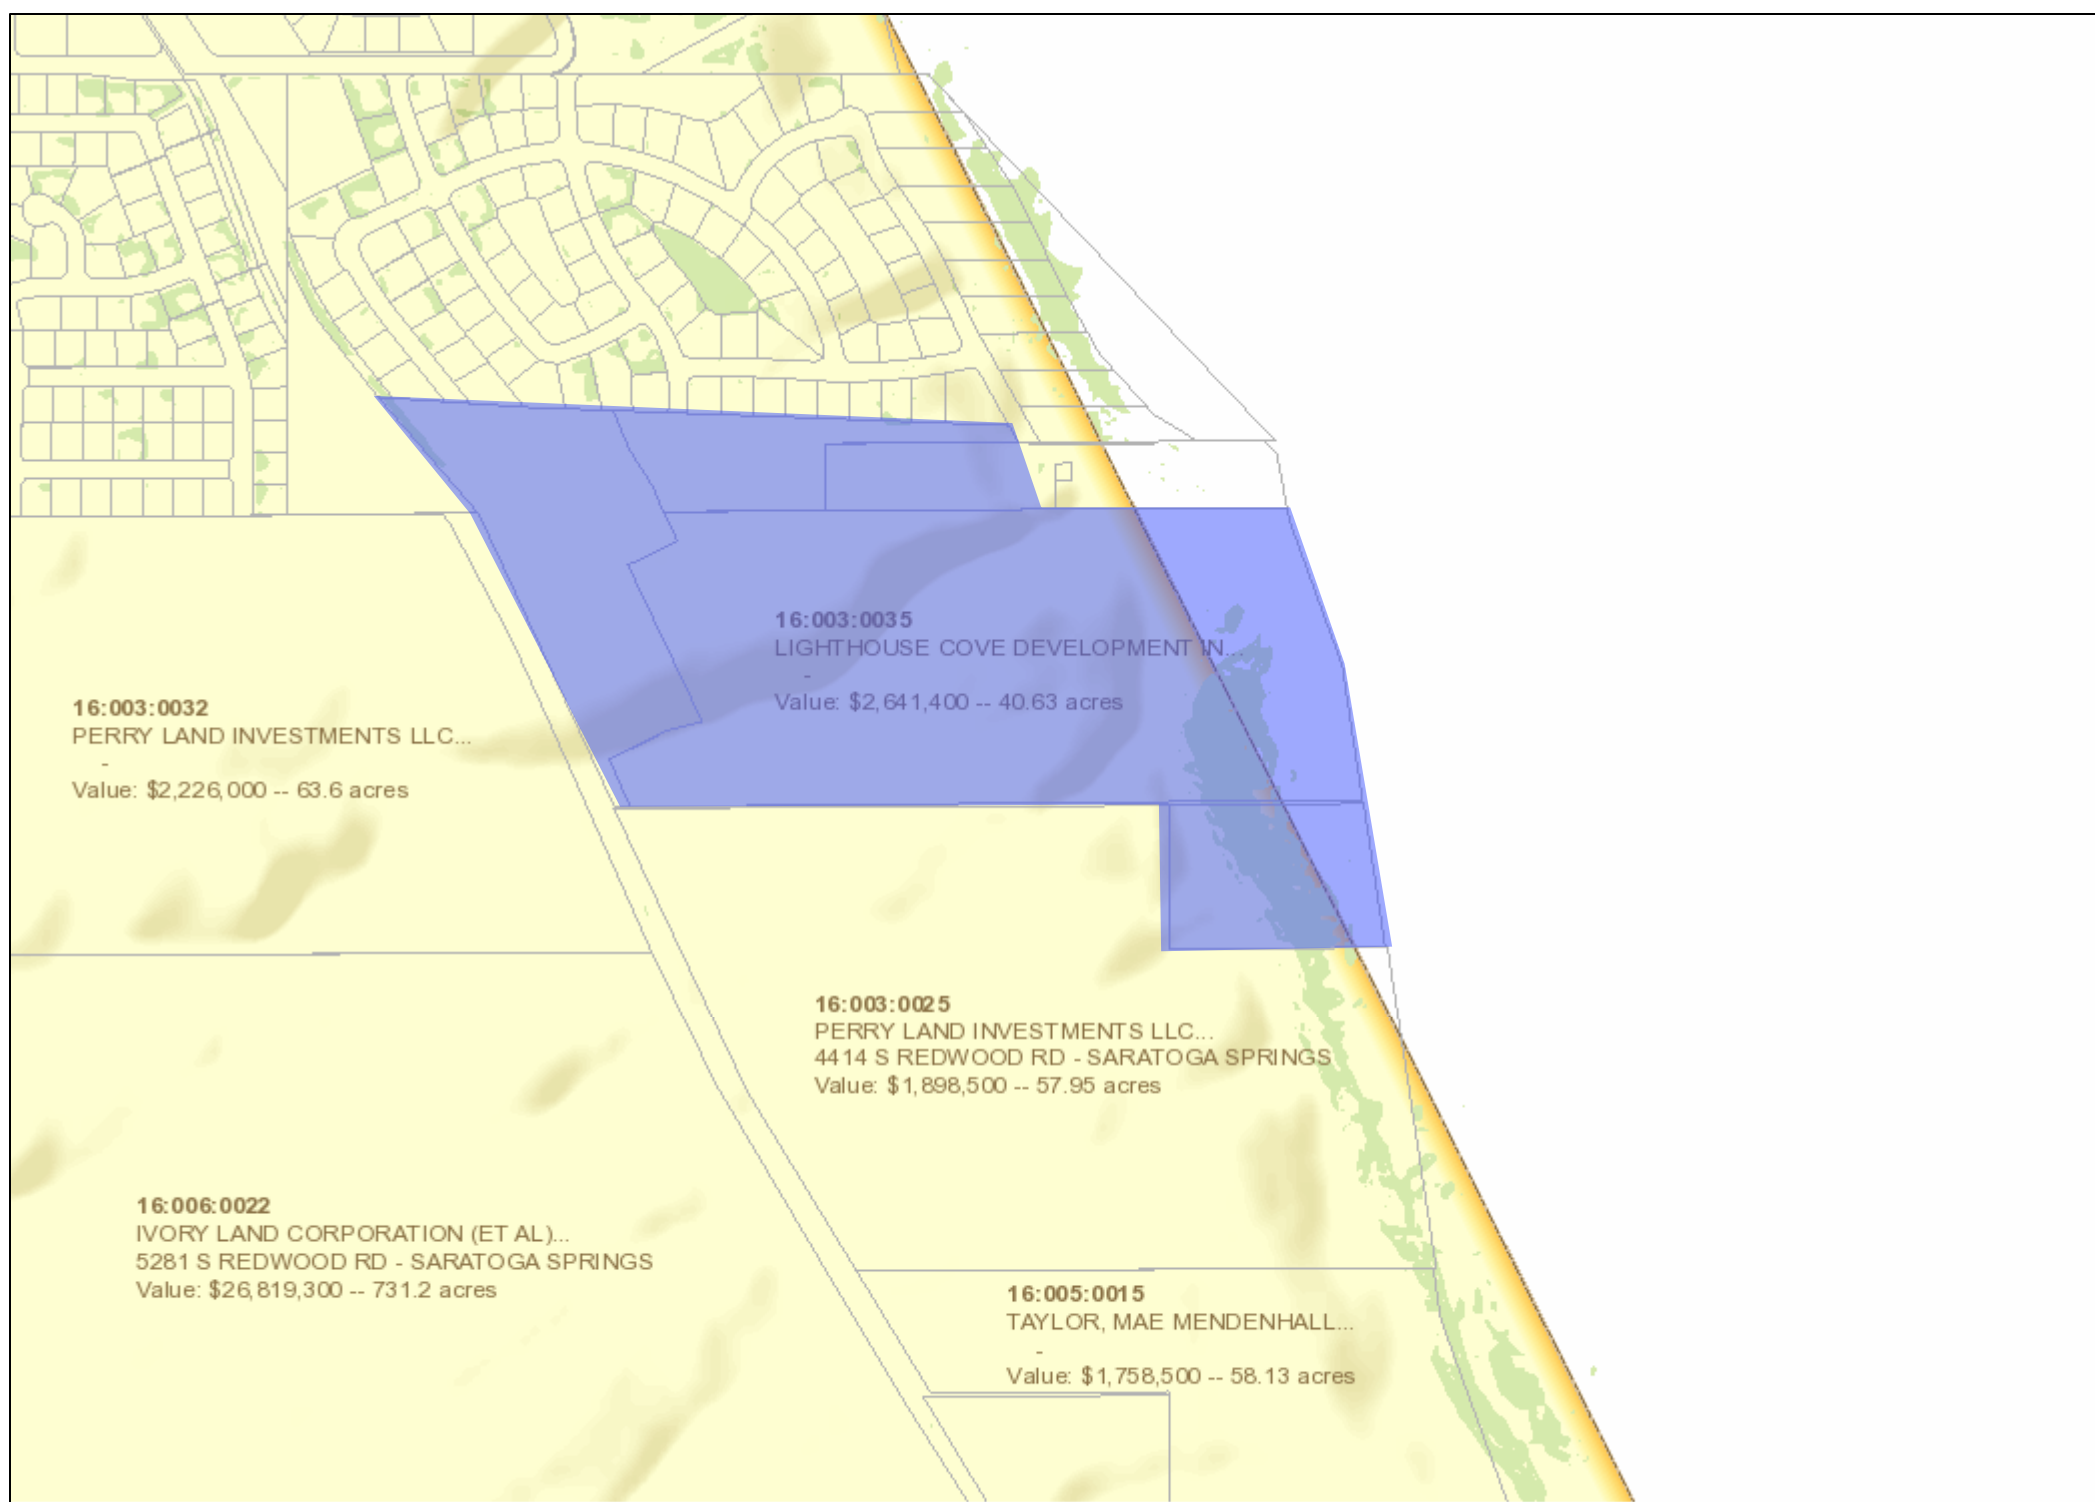 16:003:0035
LIGHTHOUSE COVE DEVELOPMENT IN...
-
Value: $2,641,400 -- 40.63 acres
16:003:0032
PERRY LAND INVESTMENTS LLC...
-
Value: $2,226,000 -- 63.6 acres
16:003:0025
PERRY LAND INVESTMENTS LLC...
4414 S REDWOOD RD - SARATOGA SPRINGS
Value: $1,898,500 -- 57.95 acres
16:006:0022
IVORY LAND CORPORATION (ET AL)...
5281 S REDWOOD RD - SARATOGA SPRINGS
Value: $26,819,300 -- 731.2 acres
16:005:0015
TAYLOR, MAE MENDENHALL...
-
Value: $1,758,500 -- 58.13 acres